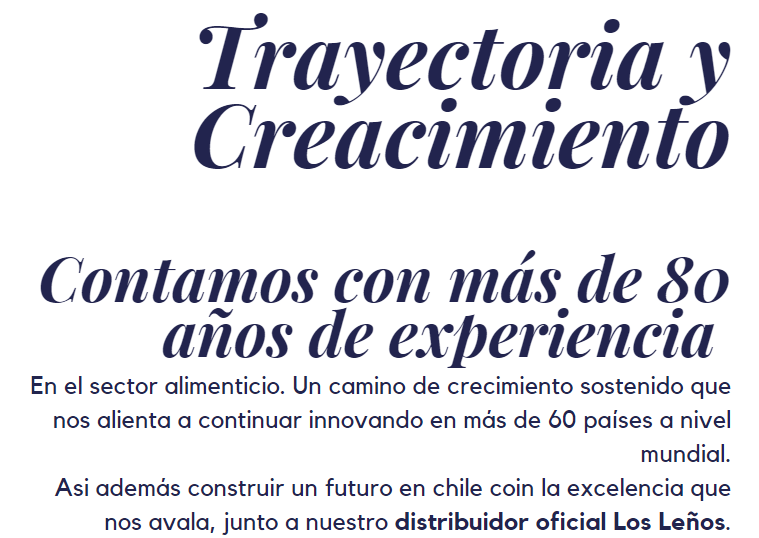 Trayectoria y
Creacimiento
Contamos con más de 80
años de experiencia
En el sector alimenticio. Un camino de crecimiento sostenido que
nos alienta a continuar innovando en más de 60 países a nivel
mundial.
Asi además construir un futuro en chile coin la excelencia que
nos avala, junto a nuestro distribuidor oficial Los Leños.